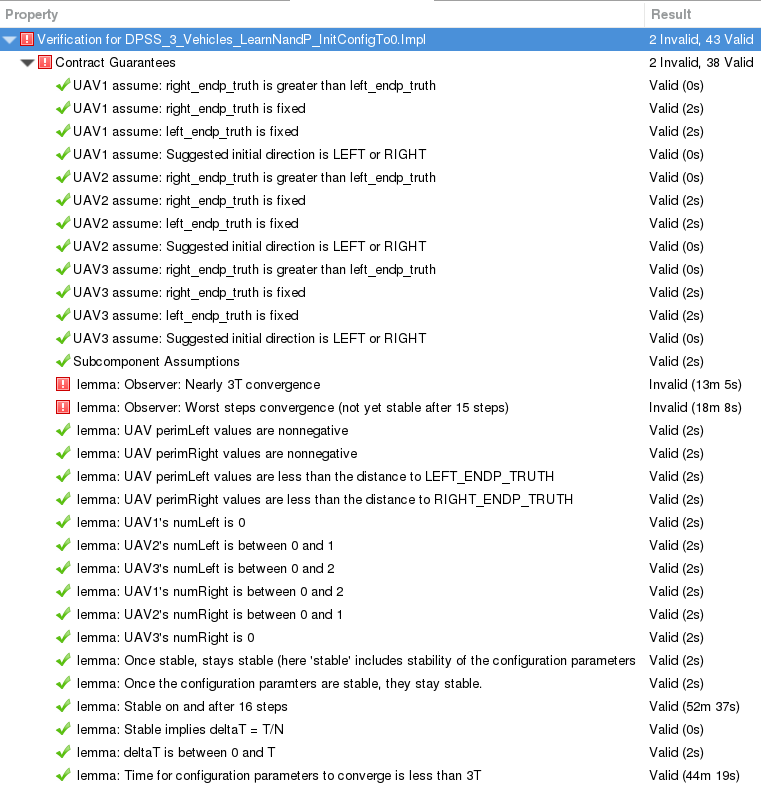 Property Result
Verification for DPSS_3_Vehicles_LearnNandP_InitConfigTo0.Impl 2 Invalid, 43 Valid
Contract Guarantees 2 Invalid, 38 Valid
UAV1 assume: right_endp_truth is greater than left_endp_truth Valid (0s)
UAV1 assume: right_endp_truth is fixed Valid (2s)
UAV1 assume: left_endp_truth is fixed Valid (2s)
UAV1 assume: Suggested initial direction is LEFT or RIGHT Valid (0s)
UAV2 assume: right_endp_truth is greater than left_endp_truth Valid (0s)
UAV2 assume: right_endp_truth is fixed Valid (2s)
UAV2 assume: left_endp_truth is fixed Valid (2s)
UAV2 assume: Suggested initial direction is LEFT or RIGHT Valid (0s)
UAV3 assume: right_endp_truth is greater than left_endp_truth Valid (0s)
UAV3 assume: right_endp_truth is fixed Valid (2s)
UAV3 assume: left_endp_truth is fixed Valid (2s)
UAV3 assume: Suggested initial direction is LEFT or RIGHT Valid (0s)
Subcomponent Assumptions Valid (2s)
lemma: Observer: Nearly 3T convergence Invalid (13m 5s)
lemma: Observer: Worst steps convergence (not yet stable after 15 steps) Invalid (18m 8s)
lemma: UAV perimLeft values are nonnegative Valid (2s)
lemma: UAV perimRight values are nonnegative Valid (2s)
lemma: UAV perimLeft values are less than the distance to LEFT_ENDP_TRUTH Valid (2s)
lemma: UAV perimRight values are less than the distance to RIGHT_ENDP_TRUTH Valid (2s)
lemma: UAV1's numLeft is 0 Valid (2s)
lemma: UAV2's numLeft is between 0 and 1 Valid (2s)
lemma: UAV3's numLeft is between 0 and 2 Valid (2s)
lemma: UAV1's numRight is between 0 and 2 Valid (2s)
lemma: UAV2's numRight is between 0 and 1 Valid (2s)
lemma: UAV3's numRight is 0 Valid (2s)
lemma: Once stable, stays stable (here 'stable' includes stability of the configuration parameters Valid (2s)
lemma: Once the configuration paramters are stable, they stay stable. Valid (2s)
lemma: Stable on and after 16 steps Valid (52m 37s)
lemma: Stable implies deltaT = T/N Valid (0s)
lemma: deltaT is between 0 and T Valid (2s)
lemma: Time for configuration parameters to converge is less than 3T Valid (44m 19s)